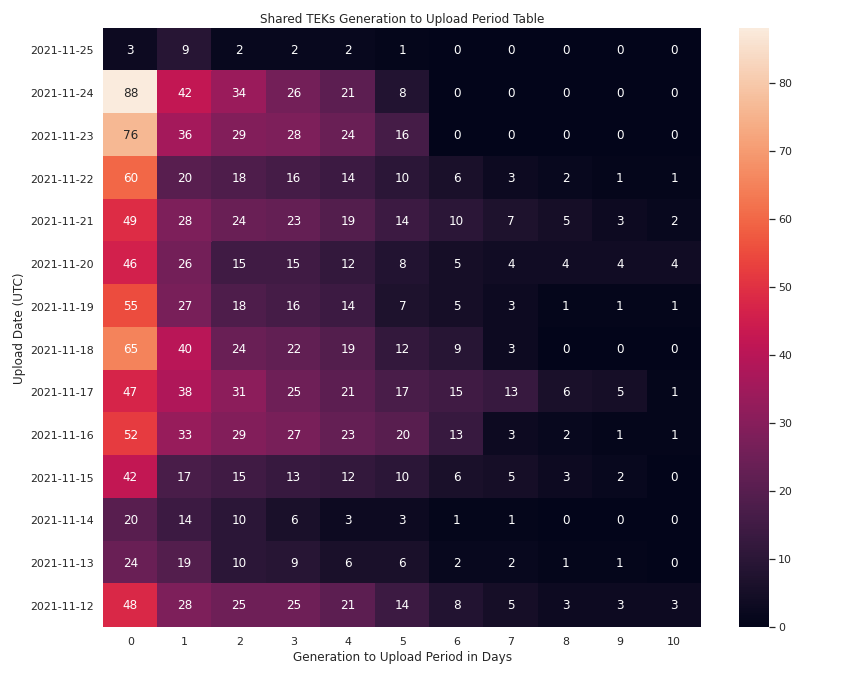 Shared TEKs Generation to Upload Period Table
Upload Date (UTC)
2021-11-25 3 9 2 2 2 1 0 0 0 0 0
2021-11-24 88 42 34 26 21 8 0 0 0 0 0
2021-11-23 76 36 29 28 24 16 0 0 0 0 0
2021-11-22 60 20 18 16 14 10 6 3 2 1 1
2021-11-21 49 28 24 23 19 14 10 7 5 3 2
2021-11-20 46 26 15 15 12 8 5 4 4 4 4
2021-11-19 55 27 18 16 14 7 5 3 1 1 1
2021-11-18 65 40 24 22 19 12 9 3 0 0 0
2021-11-17 47 38 31 25 21 17 15 13 6 5 1
2021-11-16 52 33 29 27 23 20 13 3 2 1 1
2021-11-15 42 17 15 13 12 10 6 5 3 2 0
2021-11-14 20 14 10 6 3 3 1 1 0 0 0
2021-11-13 24 19 10 9 6 6 2 2 1 1 0
2021-11-12 48 28 25 25 21 14 8 5 3 3 3
0 1 2 3 4 5 6 7 8 9 10
Generation to Upload Period in Days
80
70
60
50
40
30
20
10
0